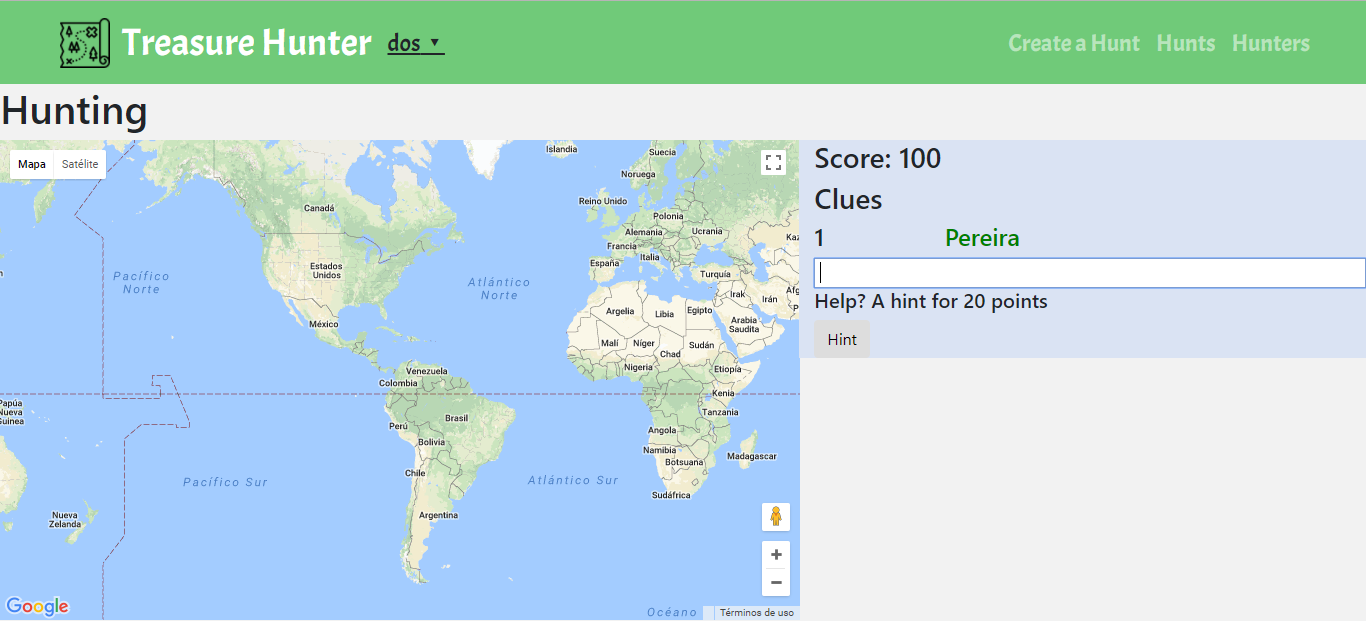 Treasure Hunter dos ▼ Create a Hunt Hunts Hunters
Hunting
Mapa Satélite
Islandia
Suecia
Noruega
Canadá
Reino Unido
Polonia
Alemania Ucrania
Francia
Italia
España
Turquía
Estados
Unidos
Pacífico
Norte
Atlántico
Norte
Irak
Irán
Argelia
Libia
Egipto
Arabia
Saudita
México
Malí
Níger
Sudán
Chad
Nigeria
Etiopía
Venezuela
Colombia
Kenia
Papúa
Nueva
Guinea
Tanzania
Brasil
Perú
Angola
Bolivia
Namibia
Botsuana
Madagascar
Chile
Pacífico Sur
Atlántico Sur
Sudáfrica
Nueva
Zelanda
Argentina
Google
Océano
Términos de uso
Score: 100
Clues
1 Pereira
Help? A hint for 20 points
Hint